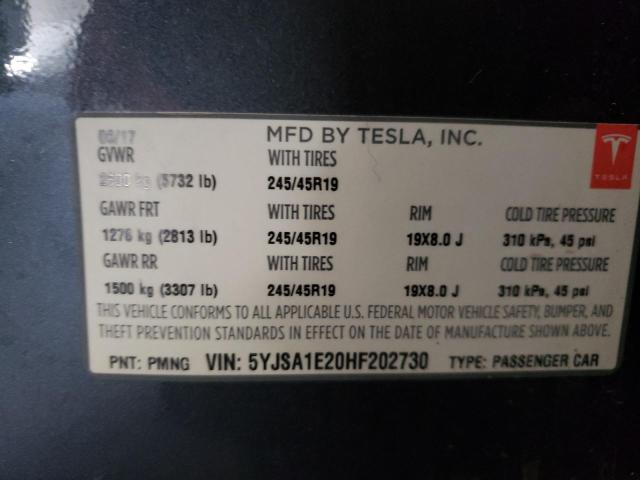 MFD BY TESLA, INC.
GVWR WITH TIRES
kg (5732 lb) 245/45R19
TESLA
GAWR FRT WITH TIRES RIM COLD TIRE PRESSURE
1276 kg (2813 lb) 245/45R19 19X8.0 J 310 kPa, 45 psi
GAWR RR WITH TIRES RIM COLD TIRE PRESSURE
1500 kg (3307 lb) 245/45R19 19X8.0 J 310 kPa, 45 psi
THIS VEHICLE CONFORMS TO ALL APPLICABLE U.S. FEDERAL MOTOR VEHICLE SAFETY, BUMPER, AND
THEFT PREVENTION STANDARDS IN EFFECT ON THE DATE OF MANUFACTURE SHOWN ABOVE.
PNT: PMNG VIN: 5YJSA1E20HF202730 TYPE: PASSENGER CAR